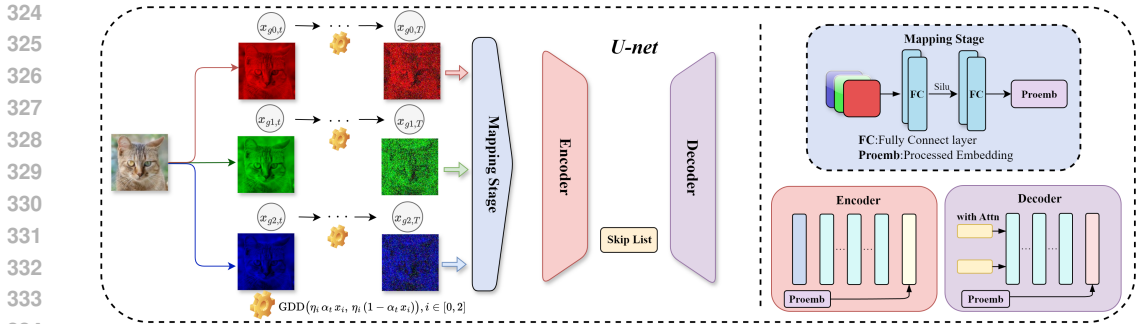 324
325
326
327
328
329
330
331
332
333
x_{g0,t} → ··· → x_{g0,T}
x_{g1,t} → ··· → x_{g1,T}
x_{g2,t} → ··· → x_{g2,T}
GDD(η_i α_t x_i, η_i (1 − α_t x_i)), i ∈ [0, 2]
Mapping Stage
U-net
Encoder
Skip List
Decoder
Mapping Stage
FC
Silu
FC
Proemb
FC:Fully Connect layer
Proemb:Processed Embedding
Encoder
...
...
Proemb
Decoder
with Attn
...
...
Proemb